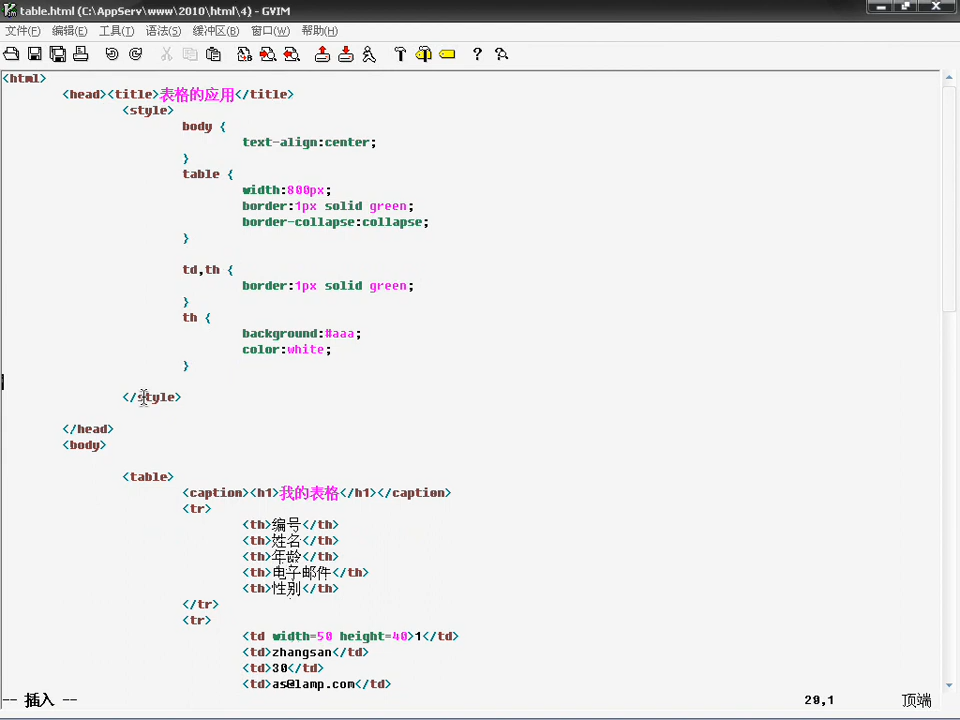 table.html (C:\AppServ\www\2010\html\4) - GVIM
文件(F) 编辑(E) 工具(T) 语法(S) 缓冲区(B) 窗口(W) 帮助(H)
<html>
<head><title>表格的应用</title>
<style>
body {
text-align:center;
}
table {
width:800px;
border:1px solid green;
border-collapse:collapse;
}
td,th {
border:1px solid green;
}
th {
background:#aaa;
color:white;
}
</style>
</head>
<body>
<table>
<caption><h1>我的表格</h1></caption>
<tr>
<th>编号</th>
<th>姓名</th>
<th>年龄</th>
<th>电子邮件</th>
<th>性别</th>
</tr>
<tr>
<td width=50 height=40>1</td>
<td>zhangsan</td>
<td>30</td>
<td>as@lamp.com</td>
-- 插入 -- 29,1 顶端